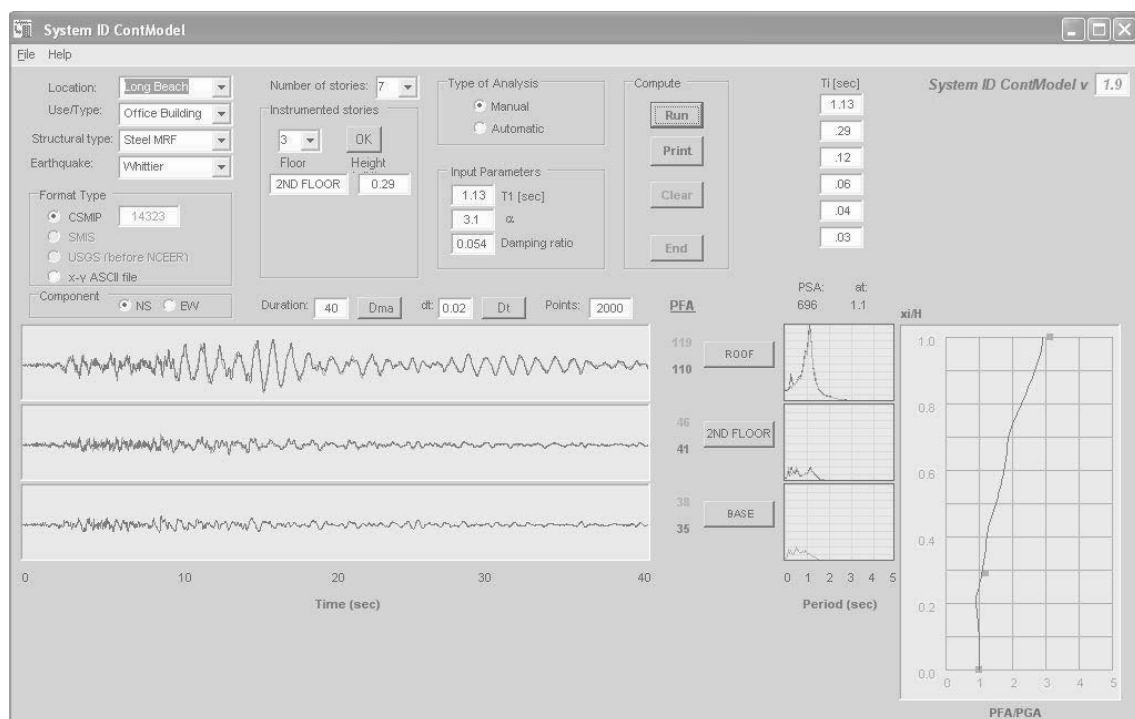 System ID ContModel
File Help
Location: Long Beach
Use/Type: Office Building
Structural type: Steel MRF
Earthquake: Whittier
Format Type
CSMIP 14323
SMIS
USGS (before NCEER)
x-y ASCII file
Component NS EW
Number of stories: 7
Instrumented stories
3 OK
Floor Height
2ND FLOOR 0.29
Type of Analysis
Manual
Automatic
Input Parameters
1.13 T1 [sec]
3.1 α
0.054 Damping ratio
Compute
Run
Print
Clear
End
Ti [sec]
1.13
.29
.12
.06
.04
.03
System ID ContModel v 1.9
Duration: 40 Dma dt: 0.02 Dt Points: 2000
PFA
PSA: at:
696 1.1
119
110
ROOF
46
41
2ND FLOOR
38
35
BASE
0 10 20 30 40
Time (sec)
0 1 2 3 4 5
Period (sec)
xi/H
1.0
0.8
0.6
0.4
0.2
0.0
0 1 2 3 4 5
PFA/PGA